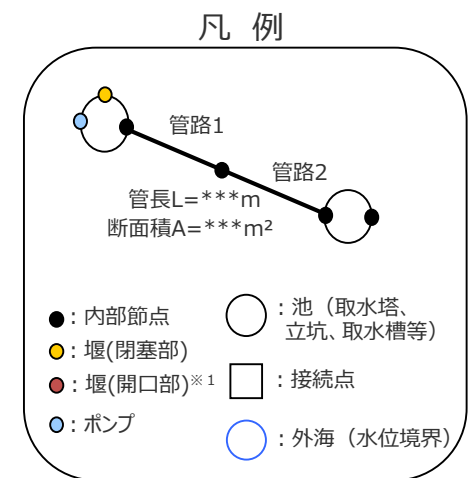 凡 例
管路1
管路2
管長L=***m
断面積A=***m²
●：内部節点
：堰(閉塞部)
：堰(開口部)※1
：ポンプ
：池（取水塔、
立坑、取水槽等）
：接続点
：外海（水位境界）